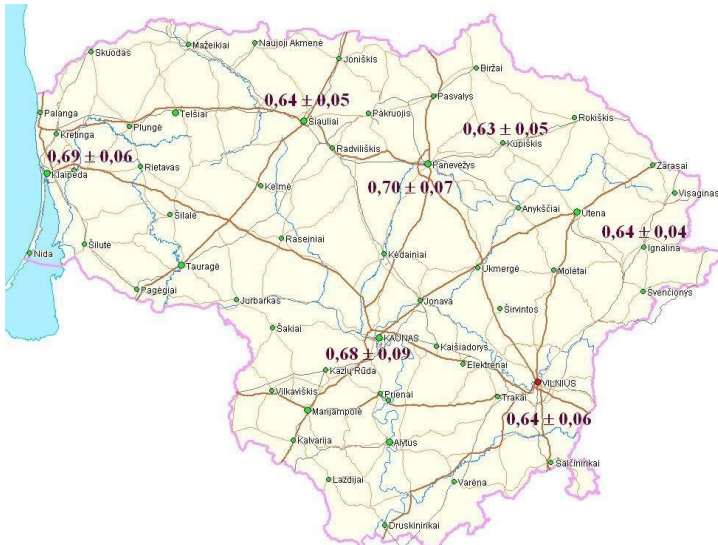 Mažeikiai
Naujoji Akmenė
Skuodas
Joniškis
Biržai
Pasvalys
Palanga
Telšiai
0,64 ± 0,05
Pakruojis
Rokiškis
Šiauliai
Plungė
Kretinga
0,63 ± 0,05
Kupiškis
Radviliškis
0,69 ± 0,06
Rietavas
Panevėžys
Zarasai
Klaipėda
Kelmė
0,70 ± 0,07
Visaginas
Anykščiai
Utena
Šilalė
0,64 ± 0,04
Raseiniai
Šilutė
Ignalina
Nida
Kėdainiai
Tauragė
Ukmergė
Molėtai
Pagėgiai
Švenčionys
Jurbarkas
Jonava
Širvintos
Šakiai
KAUNAS
Kaišiadorys
0,68 ± 0,09
Elektrėnai
Kazlų Rūda
VILNIUS
Vilkaviškis
Prienai
Trakai
Marijampolė
0,64 ± 0,06
Kalvarija
Alytus
Šalčininkai
Lazdijai
Varėna
Druskininkai